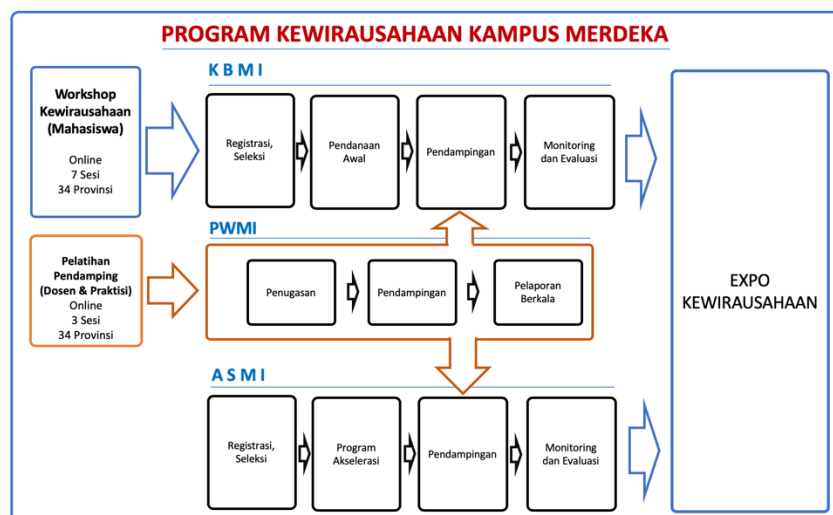 PROGRAM KEWIRAUSAHAAN KAMPUS MERDEKA
Workshop
Kewirausahaan
(Mahasiswa)
Online
7 Sesi
34 Provinsi
K B M I
Registrasi,
Seleksi
Pendanaan
Awal
Pendampingan
Monitoring
dan Evaluasi
Pelatihan
Pendamping
(Dosen & Praktisi)
Online
3 Sesi
34 Provinsi
PWMI
Penugasan
Pendampingan
Pelaporan
Berkala
A S M I
Registrasi,
Seleksi
Program
Akselerasi
Pendampingan
Monitoring
dan Evaluasi
EXPO
KEWIRAUSAHAAN